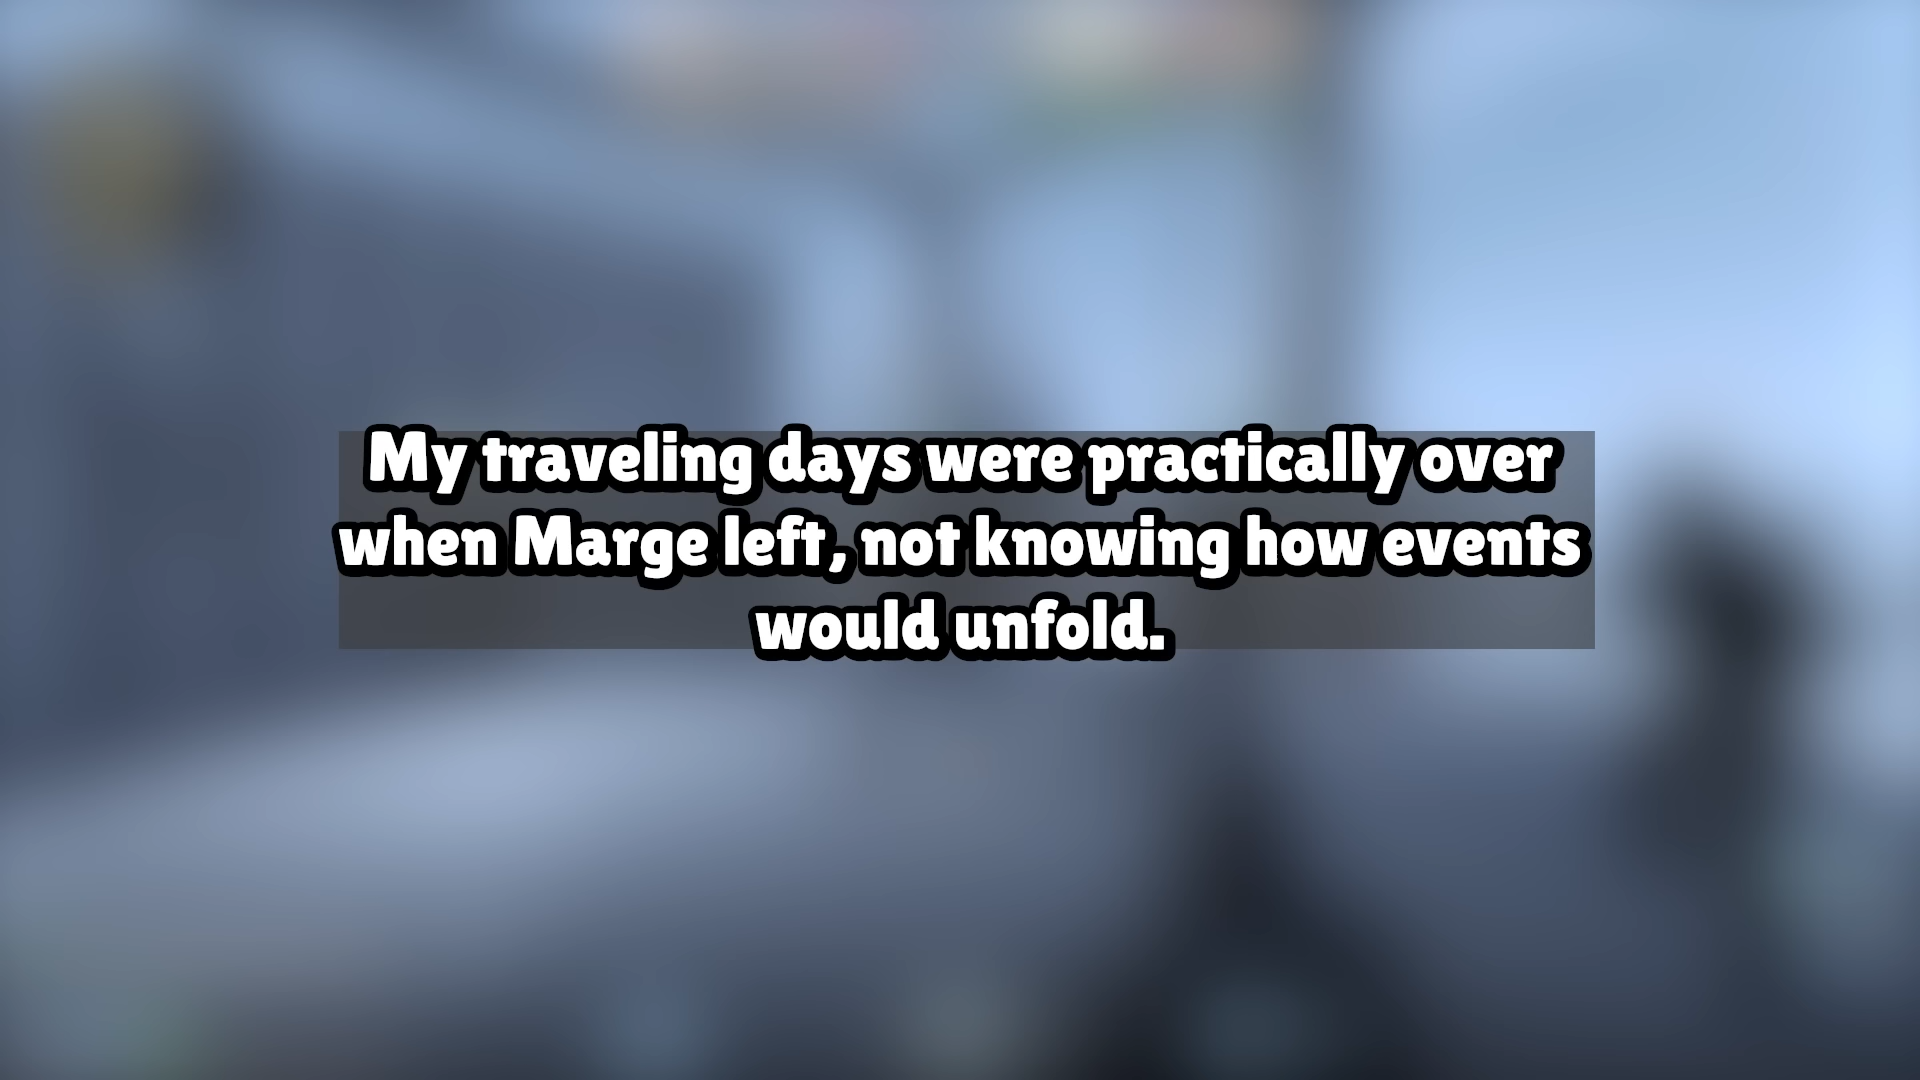 My traveling days were practically over
when Marge left, not knowing how events
would unfold.